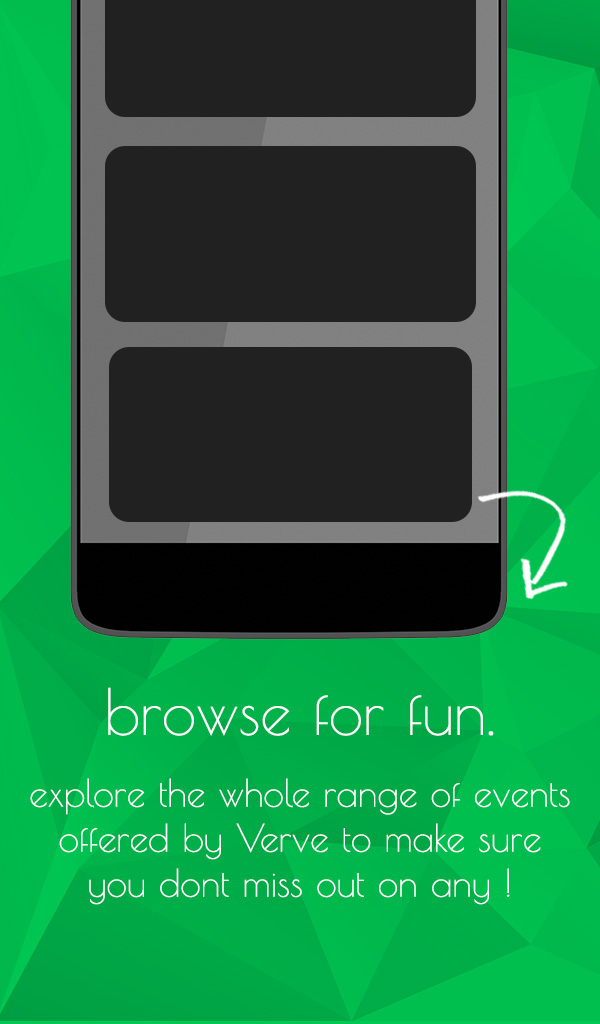 browse for fun.
explore the whole range of events
offered by Verve to make sure
you dont miss out on any !